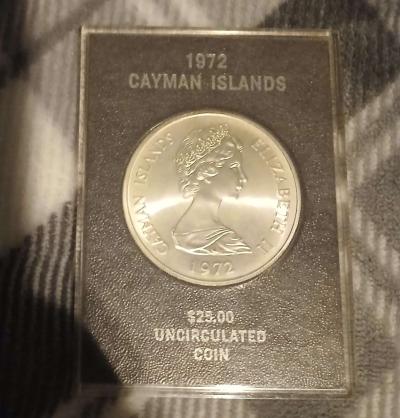 1972
CAYMAN ISLANDS
CAYMAN ISLANDS ELIZABETH II
1972
$25.00
UNCIRCULATED
COIN